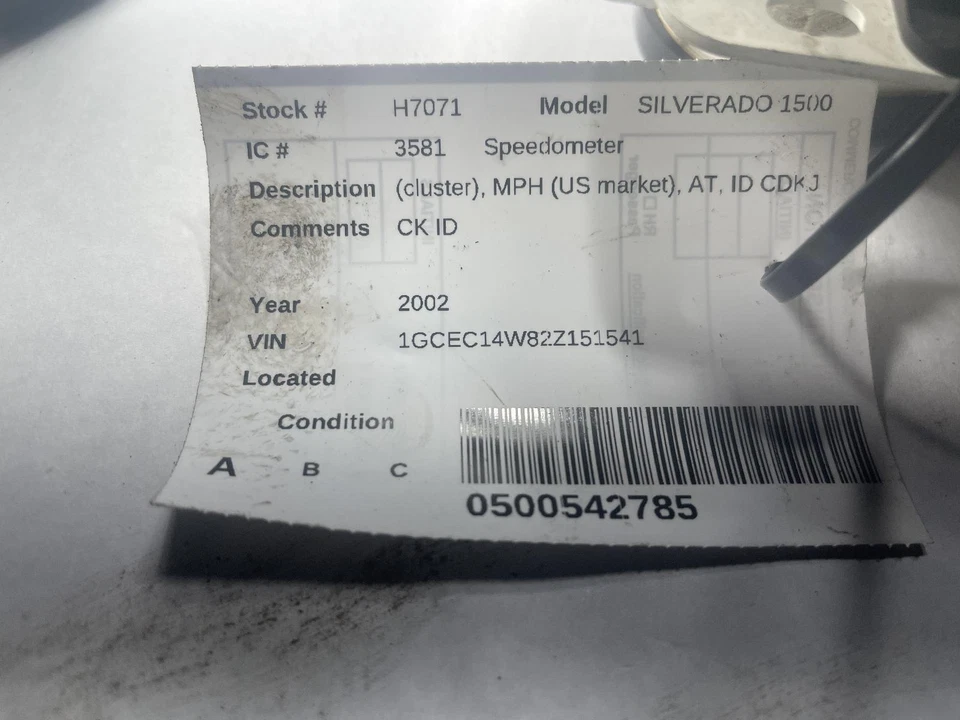 Stock # H7071 Model SILVERADO 1500
IC # 3581 Speedometer
Description (cluster), MPH (US market), AT, ID CDKJ
Comments CK ID
Year 2002
VIN 1GCEC14W82Z151541
Located
Condition
A B C
0500542785